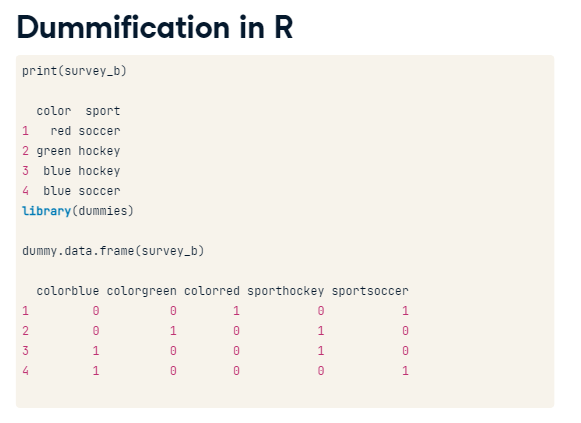 Dummification in R
print(survey_b)
  color  sport
1   red soccer
2 green hockey
3  blue hockey
4  blue soccer
library(dummies)
dummy.data.frame(survey_b)
  colorblue colorgreen colorred sporthockey sportsoccer
1         0          0        1           0           1
2         0          1        0           1           0
3         1          0        0           1           0
4         1          0        0           0           1